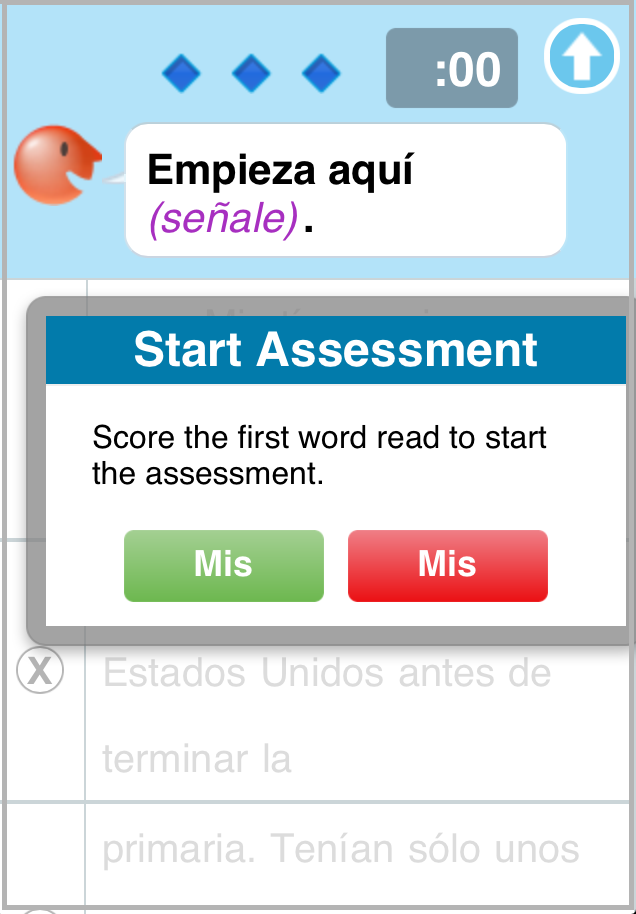 :00
Empieza aquí
(señale).
Start Assessment
Score the first word read to start
the assessment.
Mis Mis
X Estados Unidos antes de
terminar la
primaria. Tenían sólo unos